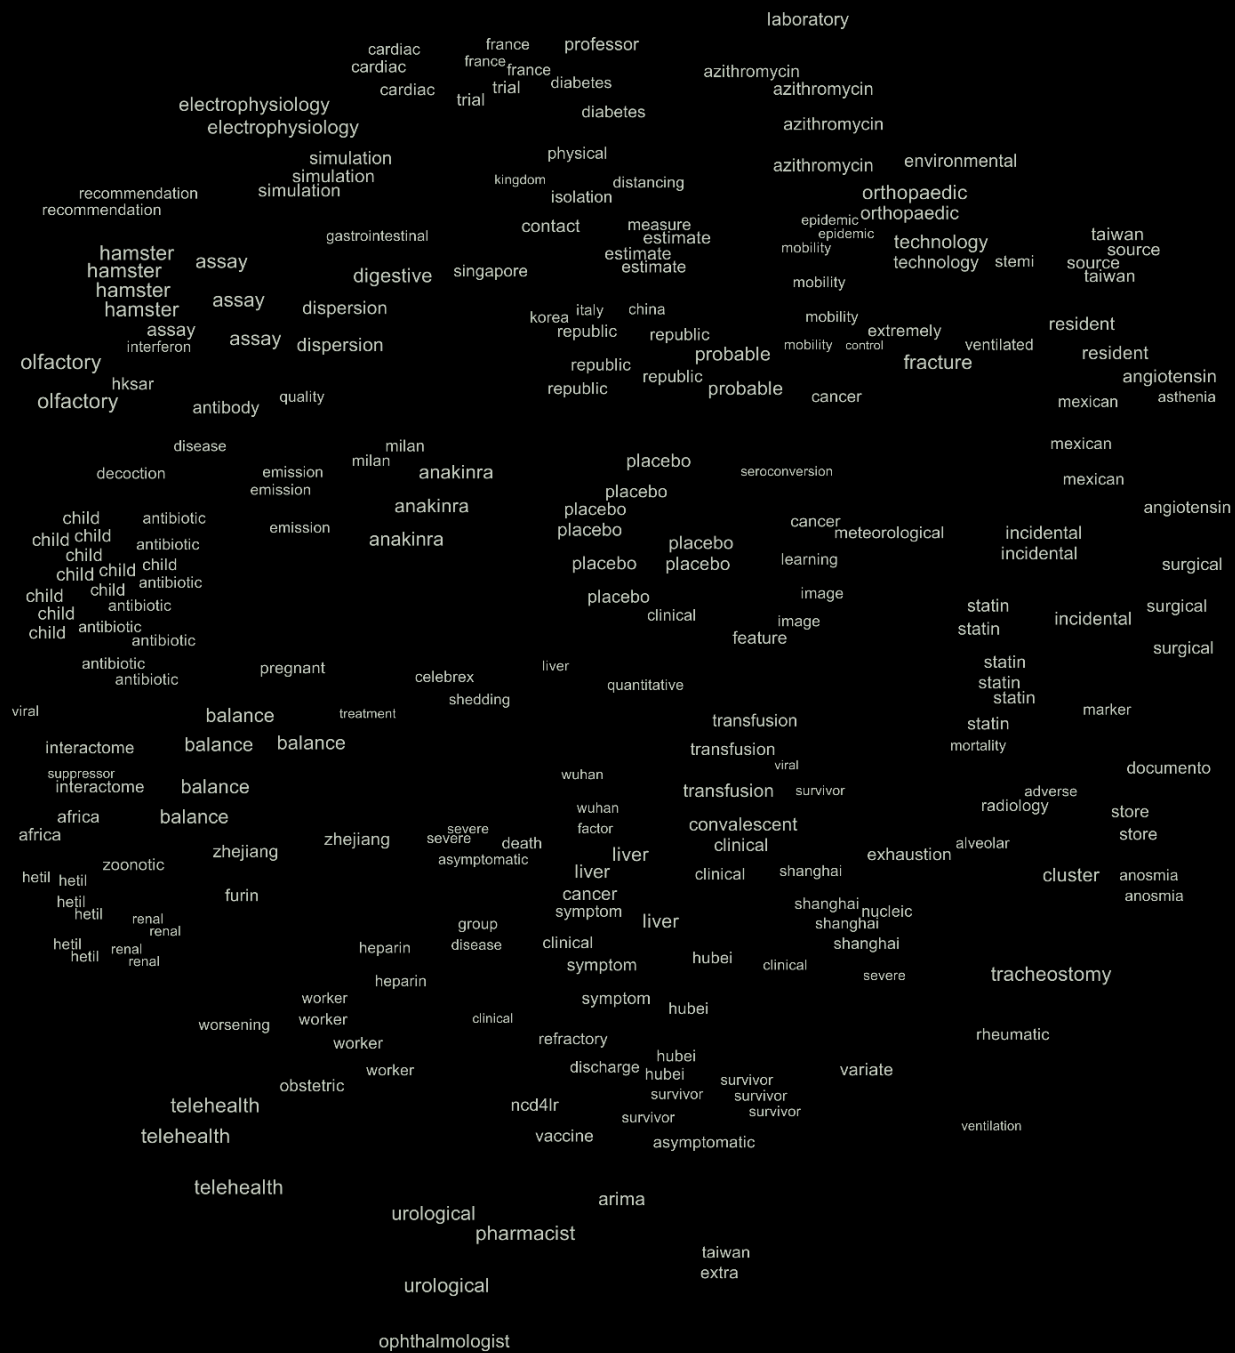 laboratory
cardiac france professor
cardiac france france azithromycin
cardiac trial trial diabetes azithromycin
electrophysiology diabetes
electrophysiology azithromycin
simulation physical azithromycin environmental
simulation kingdom distancing
recommendation simulation isolation orthopaedic
recommendation epidemic orthopaedic
gastrointestinal contact measure epidemic taiwan
hamster assay estimate mobility technology source
hamster digestive singapore estimate technology stemi source
hamster estimate mobility taiwan
hamster assay dispersion korea italy china mobility
assay republic republic extremely resident
interferon assay dispersion probable mobility control ventilated
olfactory republic fracture resident
hksar republic republic probable angiotensin
olfactory antibody quality cancer mexican asthenia
disease milan mexican
decoction emission milan anakinra placebo seroconversion mexican
emission placebo
child antibiotic anakinra placebo angiotensin
child child emission placebo cancer meteorological incidental
child antibiotic anakinra placebo incidental
child child child placebo placebo learning surgical
child child antibiotic placebo image statin surgical
child antibiotic clinical image incidental
child antibiotic antibiotic feature statin surgical
antibiotic pregnant liver statin
antibiotic celebrex quantitative statin
viral shedding statin marker
balance treatment transfusion statin
interactome balance balance transfusion mortality
suppressor wuhan viral documento
interactome balance transfusion survivor adverse
africa balance wuhan radiology store
africa zhejiang severe factor convalescent store
zhejiang severe death clinical alveolar
zoonotic asymptomatic liver exhaustion
hetil hetil liver clinical shanghai cluster anosmia
hetil furin cancer shanghai anosmia
hetil renal symptom nucleic
renal group liver shanghai
hetil renal heparin disease clinical shanghai
hetil renal symptom hubei clinical
heparin severe tracheostomy
worker symptom hubei
worsening worker clinical rheumatic
worker refractory
worker discharge hubei variate
obstetric hubei survivor
telehealth ncd4lr survivor survivor
telehealth vaccine survivor survivor ventilation
asymptomatic
telehealth arima
urological
pharmacist
taiwan
urological extra
ophthalmologist